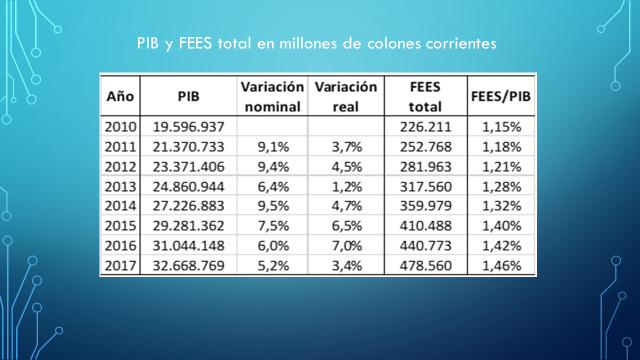 PIB y FEES total en millones de colones corrientes
Año PIB Variación nominal Variación real FEES total FEES/PIB
2010 19.596.937 226.211 1,15%
2011 21.370.733 9,1% 3,7% 252.768 1,18%
2012 23.371.406 9,4% 4,5% 281.963 1,21%
2013 24.860.944 6,4% 1,2% 317.560 1,28%
2014 27.226.883 9,5% 4,7% 359.979 1,32%
2015 29.281.362 7,5% 6,5% 410.488 1,40%
2016 31.044.148 6,0% 7,0% 440.773 1,42%
2017 32.668.769 5,2% 3,4% 478.560 1,46%